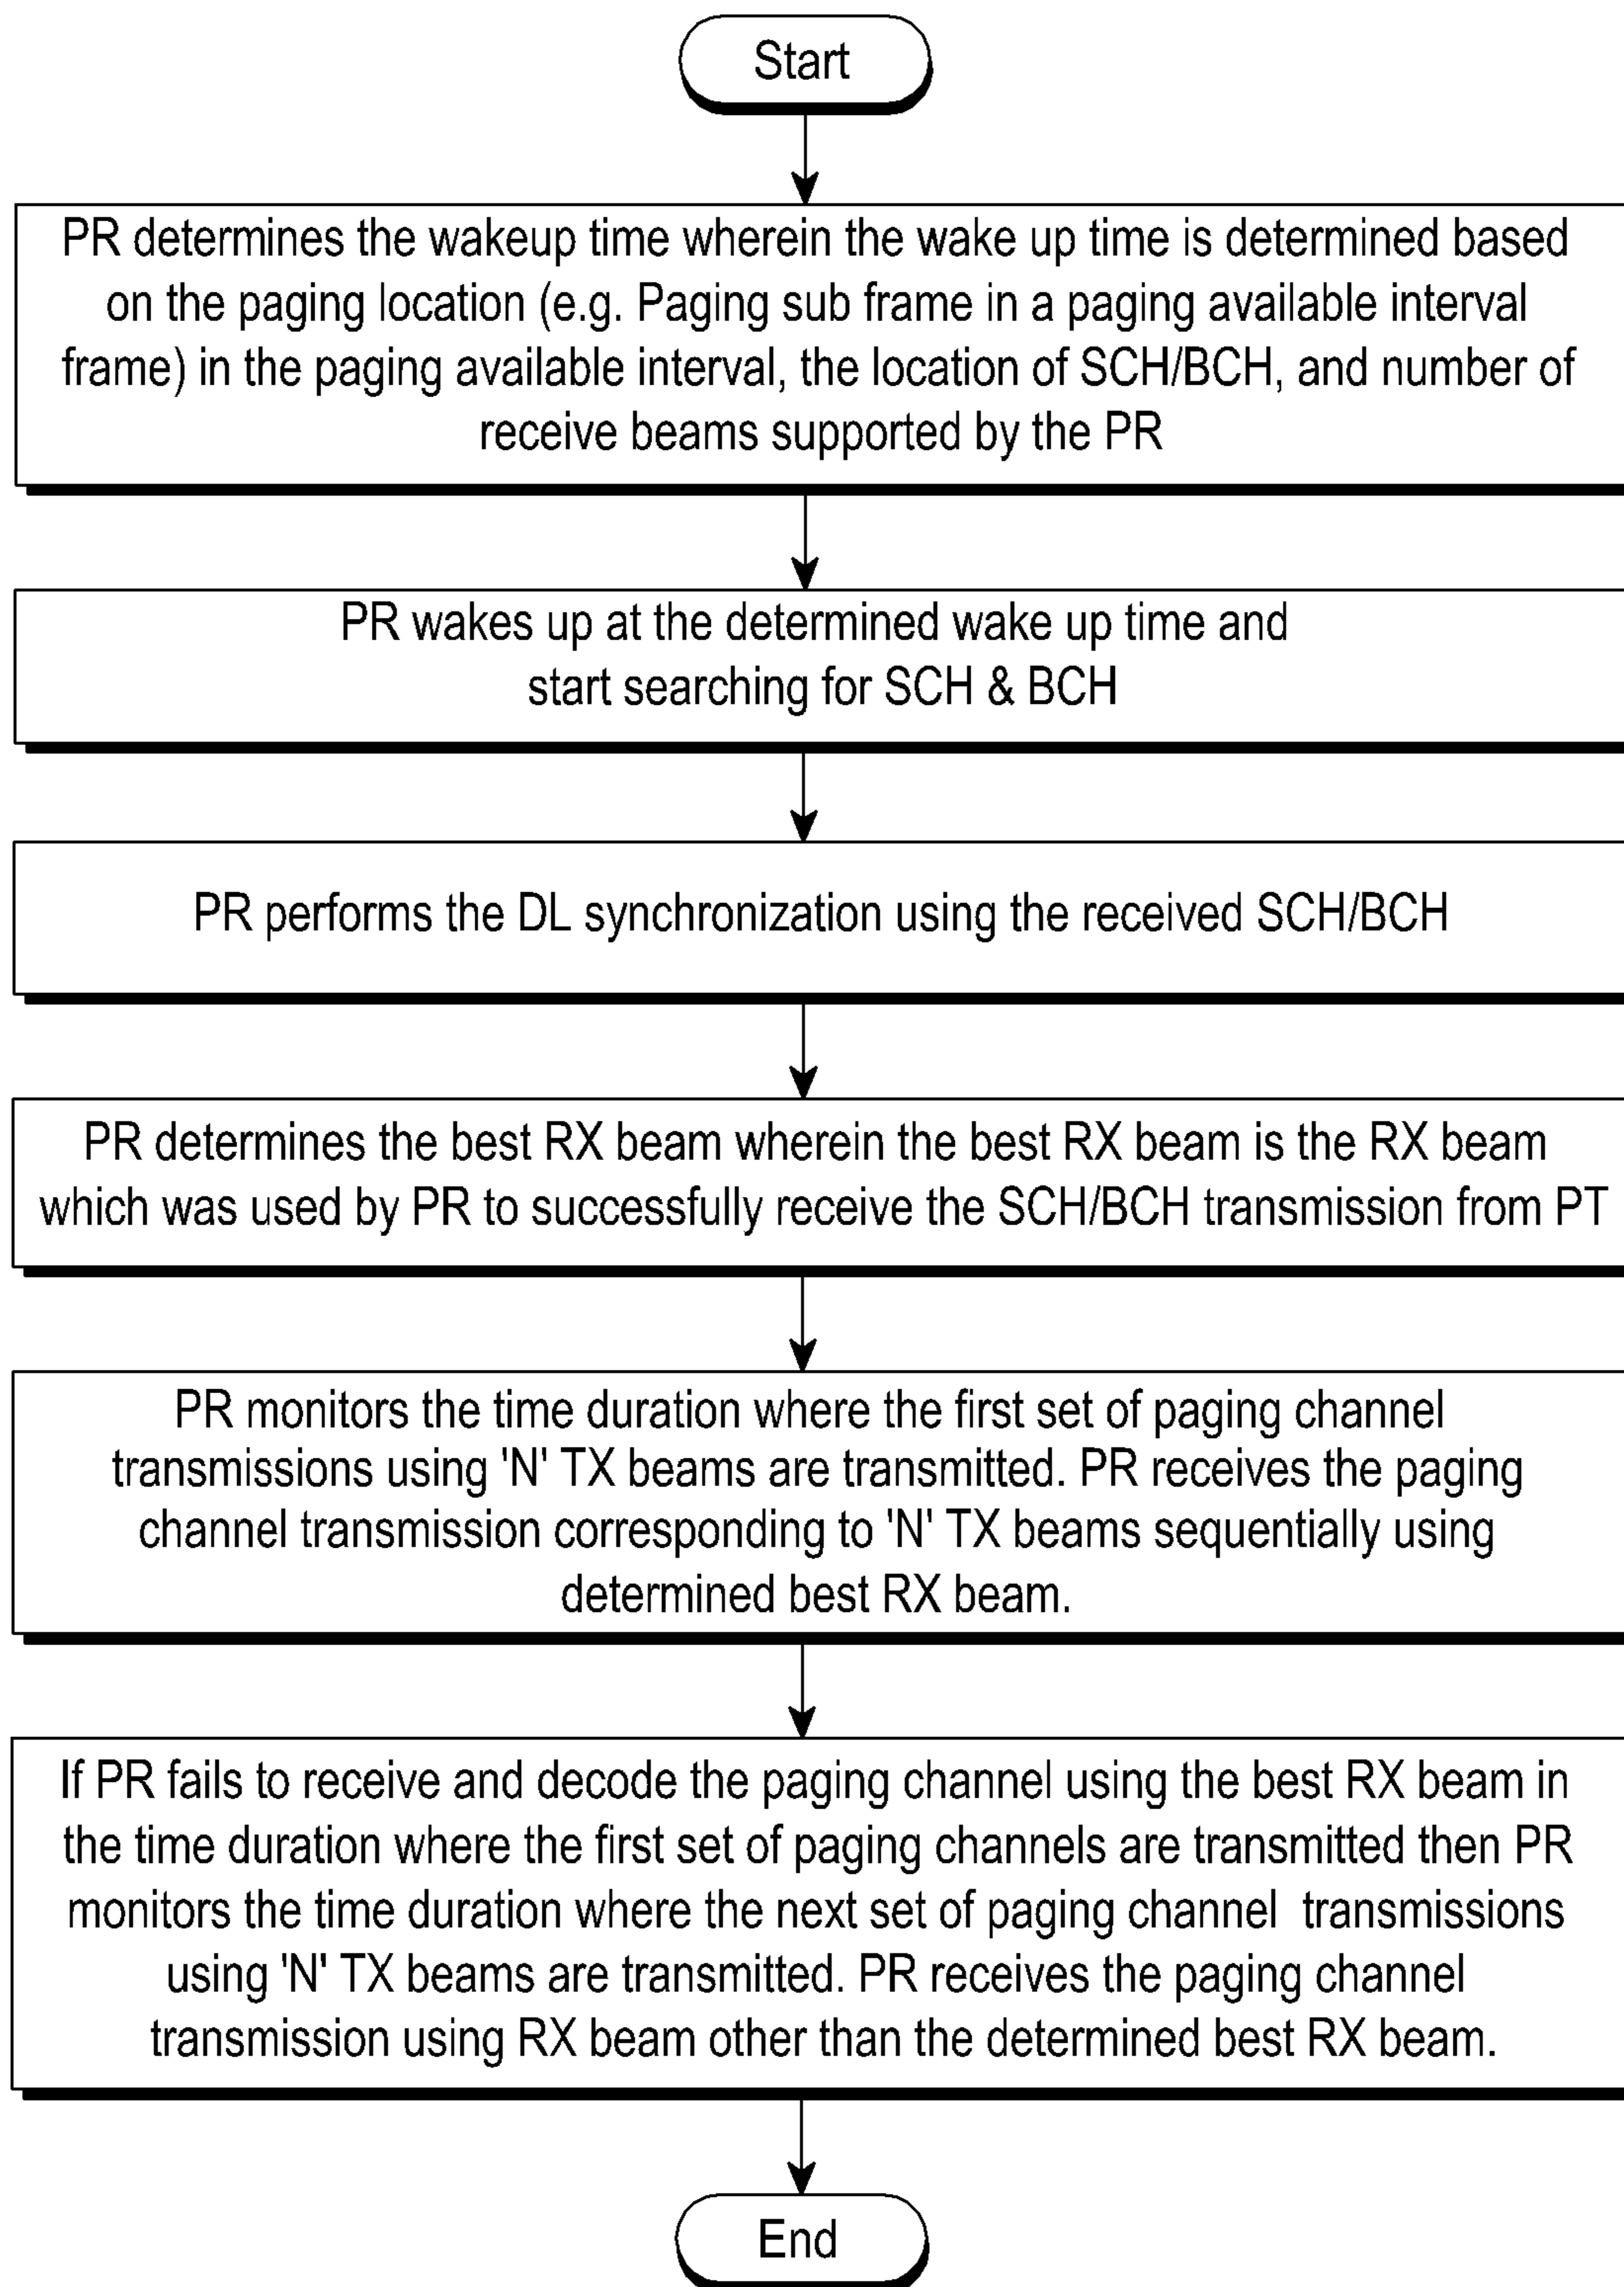 Start
PR determines the wakeup time wherein the wake up time is determined based
on the paging location (e.g. Paging sub frame in a paging available interval
frame) in the paging available interval, the location of SCH/BCH, and number of
receive beams supported by the PR
PR wakes up at the determined wake up time and
start searching for SCH & BCH
PR performs the DL synchronization using the received SCH/BCH
PR determines the best RX beam wherein the best RX beam is the RX beam
which was used by PR to successfully receive the SCH/BCH transmission from PT
PR monitors the time duration where the first set of paging channel
transmissions using 'N' TX beams are transmitted. PR receives the paging
channel transmission corresponding to 'N' TX beams sequentially using
determined best RX beam.
If PR fails to receive and decode the paging channel using the best RX beam in
the time duration where the first set of paging channels are transmitted then PR
monitors the time duration where the next set of paging channel transmissions
using 'N' TX beams are transmitted. PR receives the paging channel
transmission using RX beam other than the determined best RX beam.
End